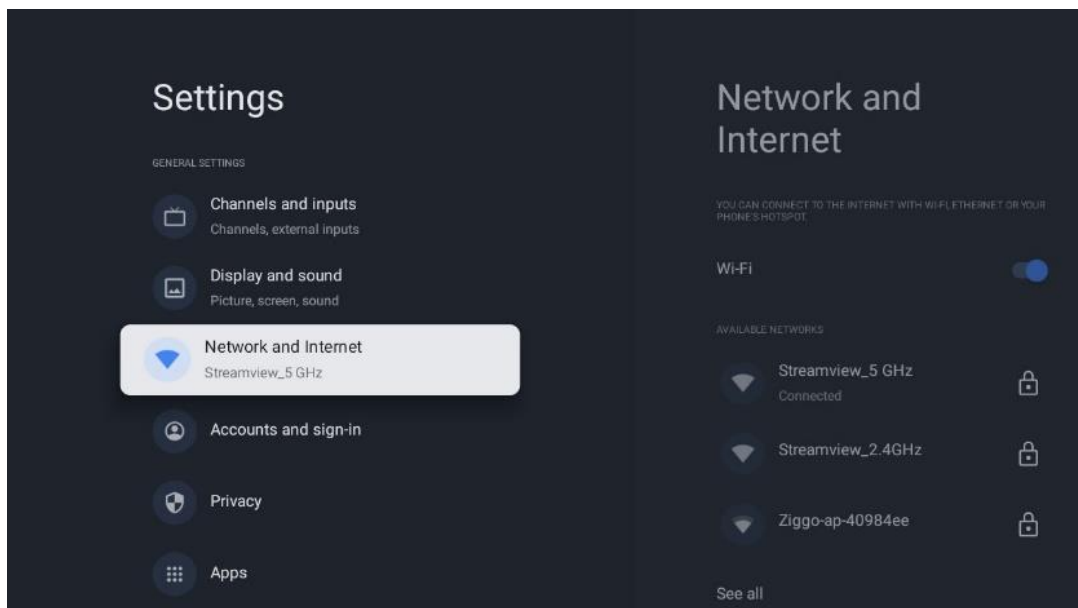 Settings
GENERAL SETTINGS
Channels and inputs
Channels, external inputs
Display and sound
Picture, screen, sound
Network and Internet
Streamview_5 GHz
Accounts and sign-in
Privacy
Apps
Network and
Internet
YOU CAN CONNECT TO THE INTERNET WITH WI-FI, ETHERNET OR YOUR
PHONE'S HOTSPOT.
Wi-Fi
AVAILABLE NETWORKS
Streamview_5 GHz
Connected
Streamview_2.4GHz
Ziggo-ap-40984ee
See all